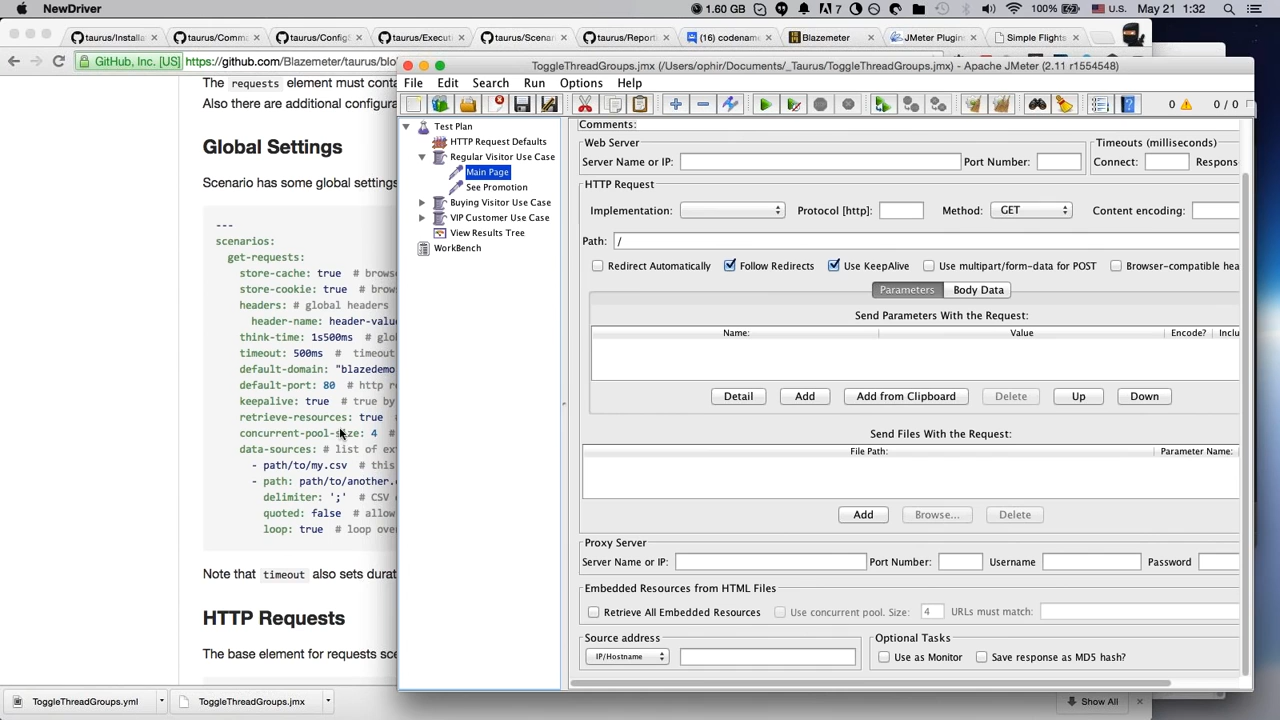 NewDriver
1.60 GB
7
100%
U.S.
May 21 1:32
taurus/Installa
taurus/Comma
taurus/Config
taurus/Executi
taurus/Scenar
taurus/Report
(16) codenam
Blazemeter
JMeter Plugins
Simple Flights
GitHub, Inc. [US]
https://github.com/Blazemeter/taurus/blo
The requests element must conta
Also there are additional configura
Global Settings
Scenario has some global settings
---
scenarios:
get-requests:
store-cache: true # brows
store-cookie: true # brow
headers: # global headers
header-name: header-valu
think-time: 1s500ms # glo
timeout: 500ms # timeout
default-domain: "blazedemo
default-port: 80 # http r
keepalive: true # true by
retrieve-resources: true #
concurrent-pool-size: 4 #
data-sources: # list of ex
- path/to/my.csv # this
- path: path/to/another.c
delimiter: ';' # CSV
quoted: false # allow
loop: true # loop ove
Note that timeout also sets durat
HTTP Requests
The base element for requests sce
ToggleThreadGroups.yml
ToggleThreadGroups.jmx
Show All
ToggleThreadGroups.jmx (/Users/ophir/Documents/_Taurus/ToggleThreadGroups.jmx) - Apache JMeter (2.11 r1554548)
File Edit Search Run Options Help
0
0 / 0
Test Plan
HTTP Request Defaults
Regular Visitor Use Case
Main Page
See Promotion
Buying Visitor Use Case
VIP Customer Use Case
View Results Tree
WorkBench
Comments:
Web Server
Timeouts (milliseconds)
Server Name or IP:
Port Number:
Connect:
Respons
HTTP Request
Implementation:
Protocol [http]:
Method: GET
Content encoding:
Path: /
Redirect Automatically
Follow Redirects
Use KeepAlive
Use multipart/form-data for POST
Browser-compatible hea
Parameters
Body Data
Send Parameters With the Request:
Name:
Value
Encode?
Inclu
Detail
Add
Add from Clipboard
Delete
Up
Down
Send Files With the Request:
File Path:
Parameter Name:
Add
Browse...
Delete
Proxy Server
Server Name or IP:
Port Number:
Username
Password
Embedded Resources from HTML Files
Retrieve All Embedded Resources
Use concurrent pool. Size: 4
URLs must match:
Source address
Optional Tasks
IP/Hostname
Use as Monitor
Save response as MD5 hash?